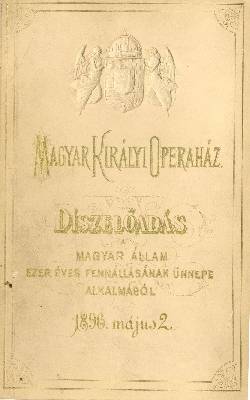 MAGYAR KIRÁLYI OPERAHÁZ.
DÍSZELŐADÁS
A
MAGYAR ÁLLAM
EZER ÉVES FENNÁLLÁSÁNAK ÜNNEPE
ALKALMÁBÓL
1896. május 2.